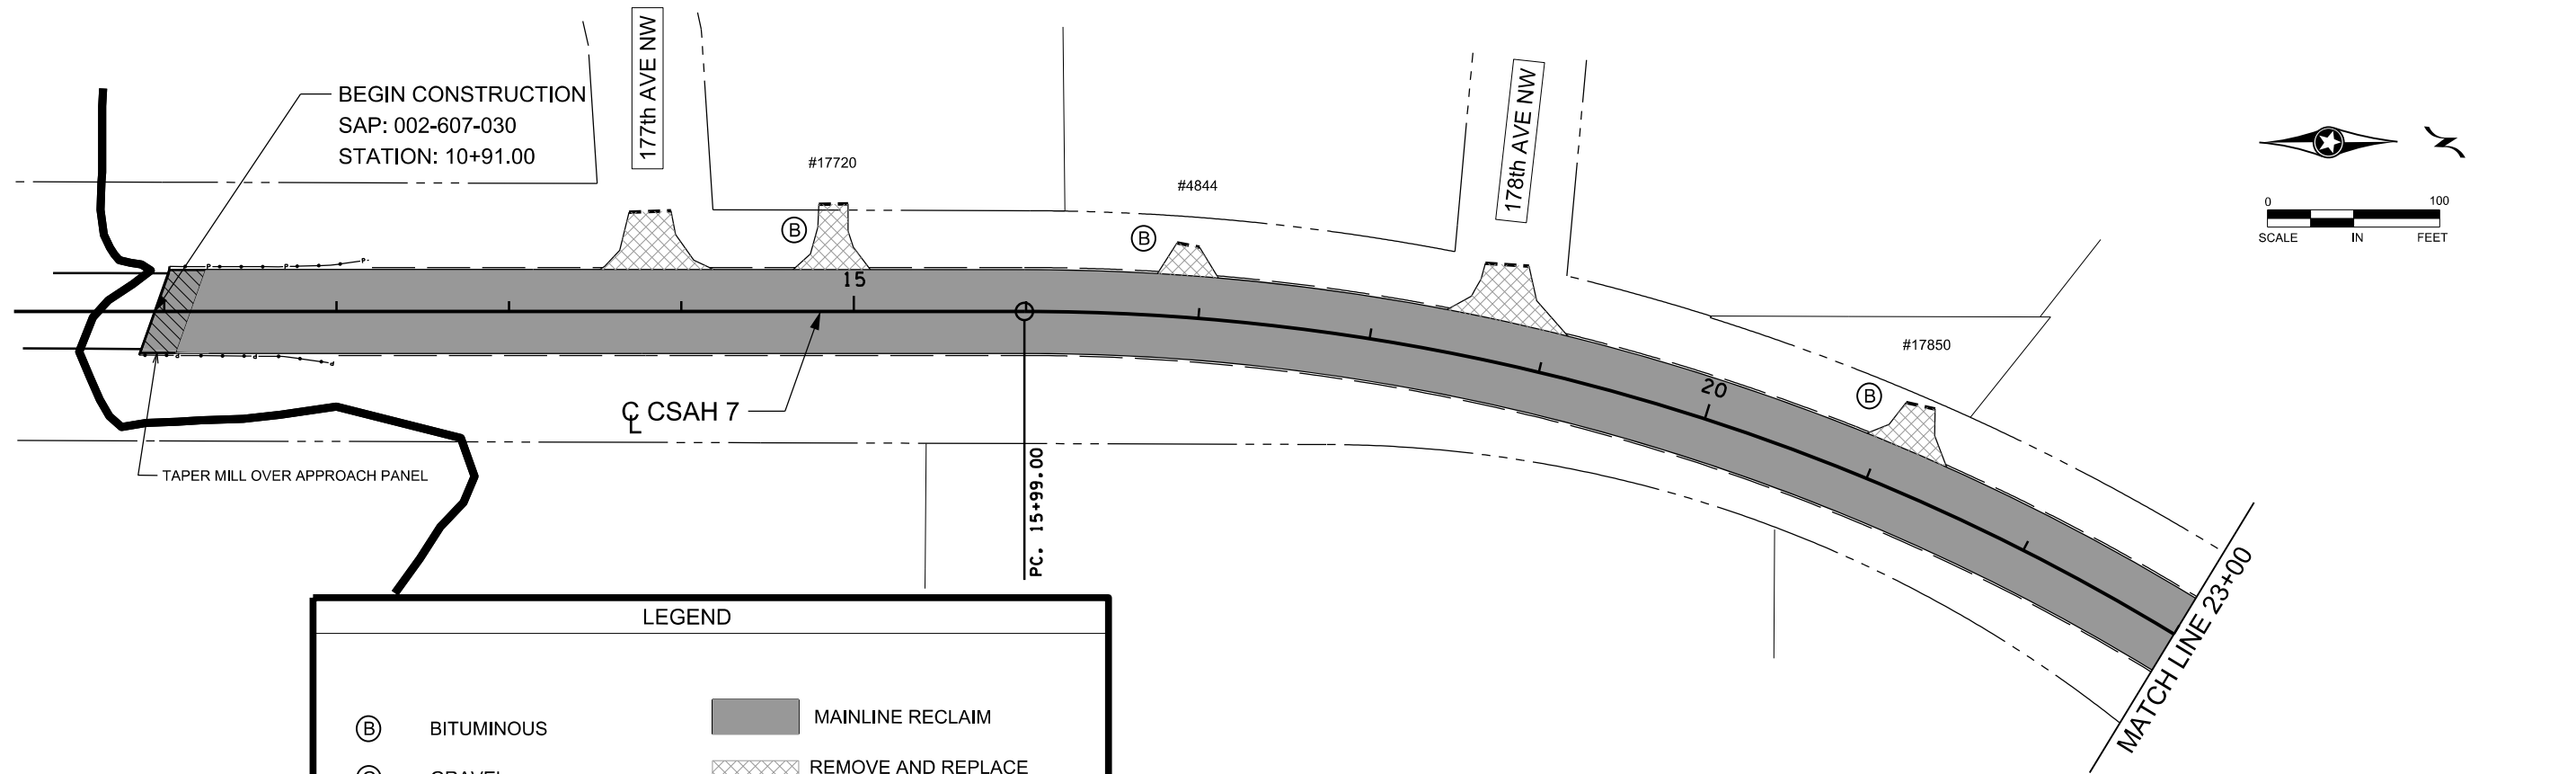 177th AVE NW
BEGIN CONSTRUCTION
SAP: 002-607-030
STATION: 10+91.00
#17720
#4844
178th AVE NW
0 100
SCALE IN FEET
B
B
P P P
15
#17850
20
B
P P P
℄ CSAH 7
TAPER MILL OVER APPROACH PANEL
PC. 15+99.00
MATCH LINE 23+00
LEGEND
B BITUMINOUS
MAINLINE RECLAIM
REMOVE AND REPLACE